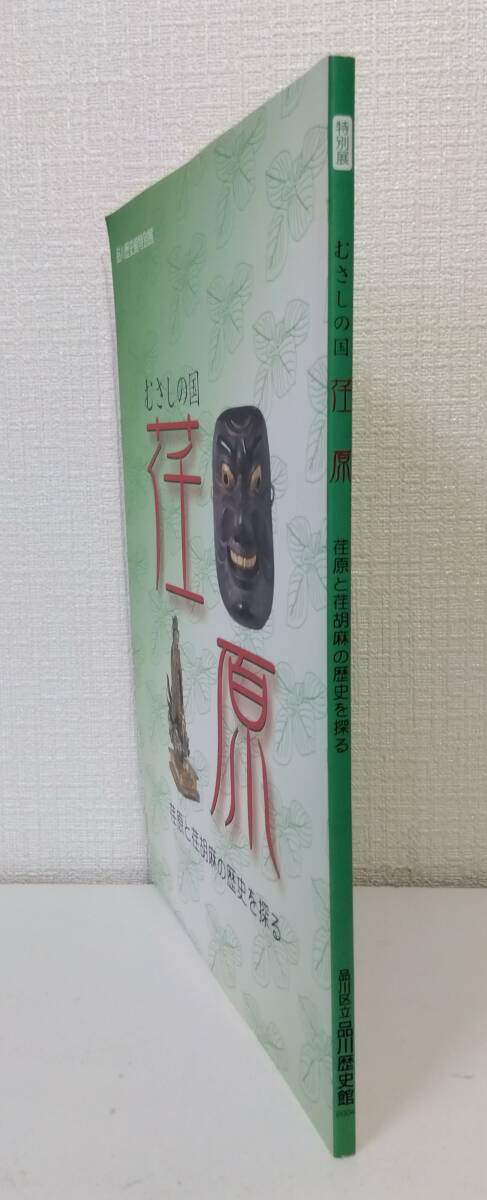 品川歴史館特別展
むさしの国
荏原
荏原と荏胡麻の歴史を探る
特別展
むさしの国
荏原
荏原と荏胡麻の歴史を探る
品川区立
品川歴史館